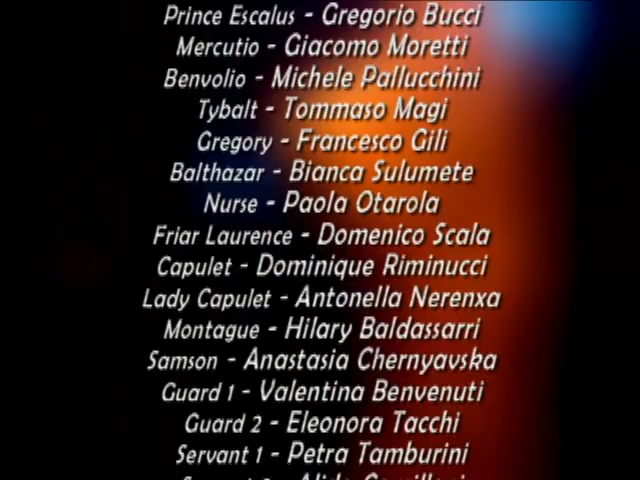 Prince Escalus - Gregorio Bucci
Mercutio - Giacomo Moretti
Benvolio - Michele Pallucchini
Tybalt - Tommaso Magi
Gregory - Francesco Gili
Balthazar - Bianca Sulumete
Nurse - Paola Otarola
Friar Laurence - Domenico Scala
Capulet - Dominique Riminucci
Lady Capulet - Antonella Nerenxa
Montague - Hilary Baldassarri
Samson - Anastasia Chernyavska
Guard 1 - Valentina Benvenuti
Guard 2 - Eleonora Tacchi
Servant 1 - Petra Tamburini